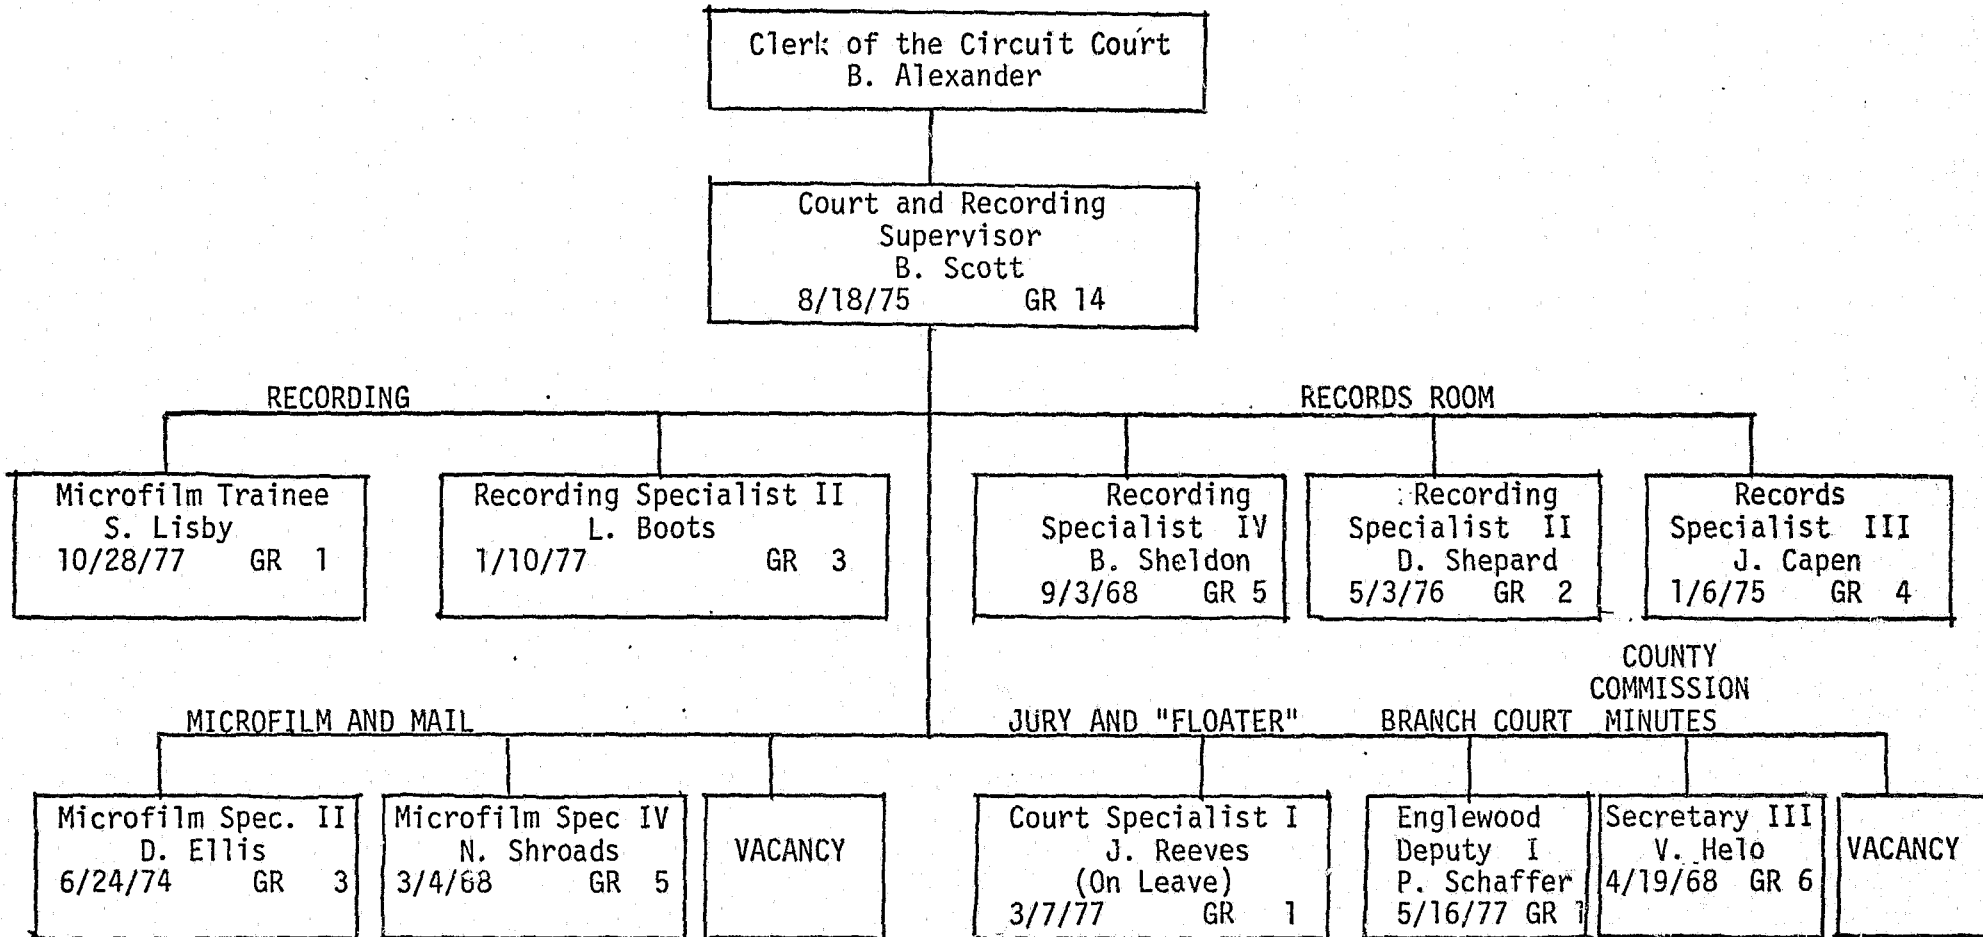 Clerk of the Circuit Court
B. Alexander
Court and Recording
Supervisor
B. Scott
8/18/75 GR 14
RECORDING
RECORDS ROOM
Microfilm Trainee
S. Lisby
10/28/77 GR 1
Recording Specialist II
L. Boots
1/10/77 GR 3
Recording
Specialist IV
B. Sheldon
9/3/68 GR 5
Recording
Specialist II
D. Shepard
5/3/76 GR 2
Records
Specialist III
J. Capen
1/6/75 GR 4
MICROFILM AND MAIL
JURY AND "FLOATER"
BRANCH COURT
COUNTY
COMMISSION
MINUTES
Microfilm Spec. II
D. Ellis
6/24/74 GR 3
Microfilm Spec IV
N. Shroads
3/4/68 GR 5
VACANCY
Court Specialist I
J. Reeves
(On Leave)
3/7/77 GR 1
Englewood
Deputy I
P. Schaffer
5/16/77 GR 1
Secretary III
V. Helo
4/19/68 GR 6
VACANCY